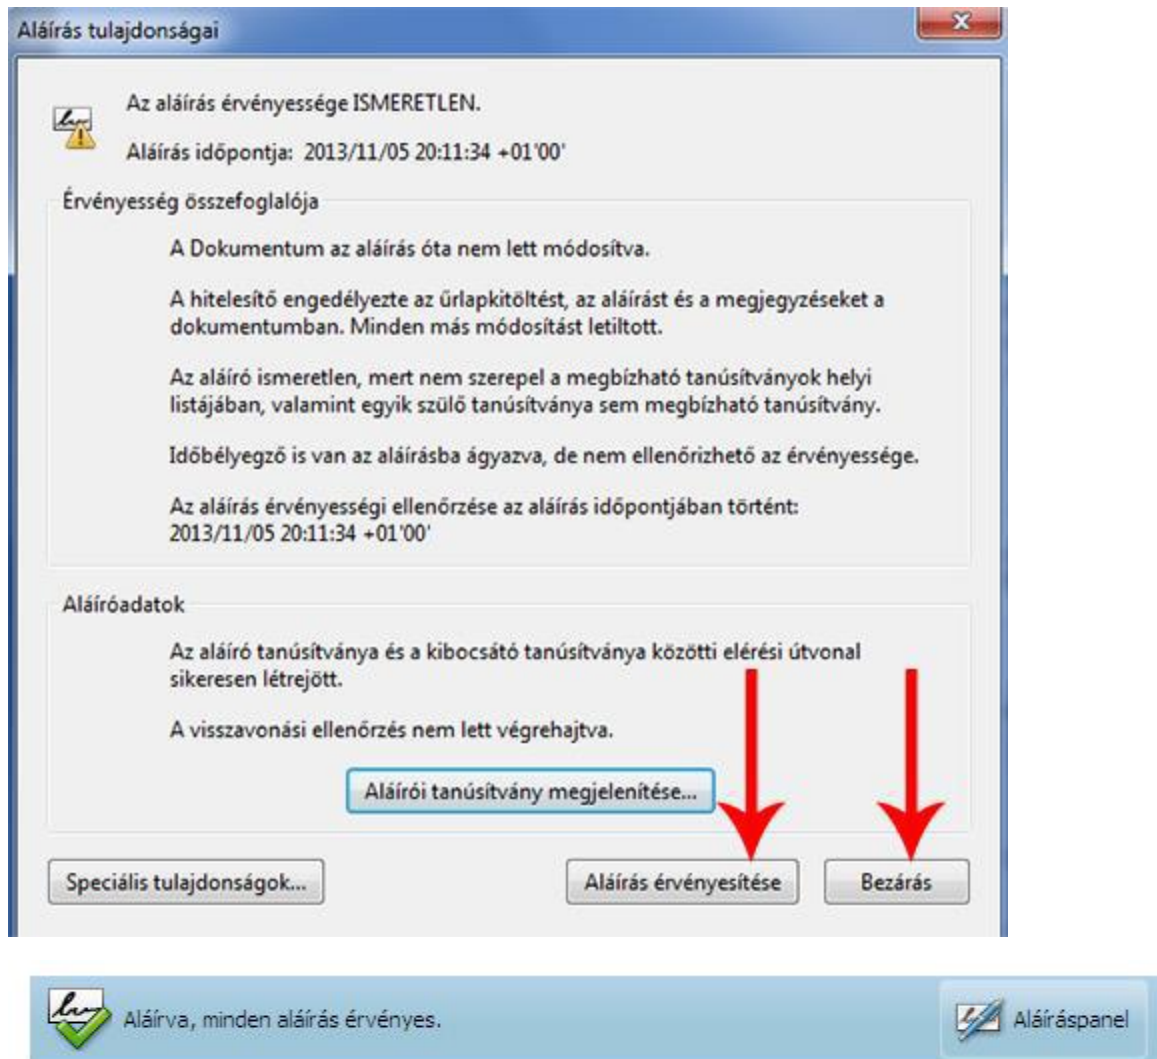 Aláírás tulajdonságai
Az aláírás érvényessége ISMERETLEN.
Aláírás időpontja: 2013/11/05 20:11:34 +01'00'
Érvényesség összefoglalója
A Dokumentum az aláírás óta nem lett módosítva.
A hitelesítő engedélyezte az űrlapkitöltést, az aláírást és a megjegyzéseket a
dokumentumban. Minden más módosítást letiltott.
Az aláíró ismeretlen, mert nem szerepel a megbízható tanúsítványok helyi
listájában, valamint egyik szülő tanúsítványa sem megbízható tanúsítvány.
Időbélyegző is van az aláírásba ágyazva, de nem ellenőrizhető az érvényessége.
Az aláírás érvényességi ellenőrzése az aláírás időpontjában történt:
2013/11/05 20:11:34 +01'00'
Aláíróadatok
Az aláíró tanúsítványa és a kibocsátó tanúsítványa közötti elérési útvonal
sikeresen létrejött.
A visszavonási ellenőrzés nem lett végrehajtva.
Aláírói tanúsítvány megjelenítése...
Speciális tulajdonságok...
Aláírás érvényesítése
Bezárás
Aláírva, minden aláírás érvényes.
Aláíráspanel